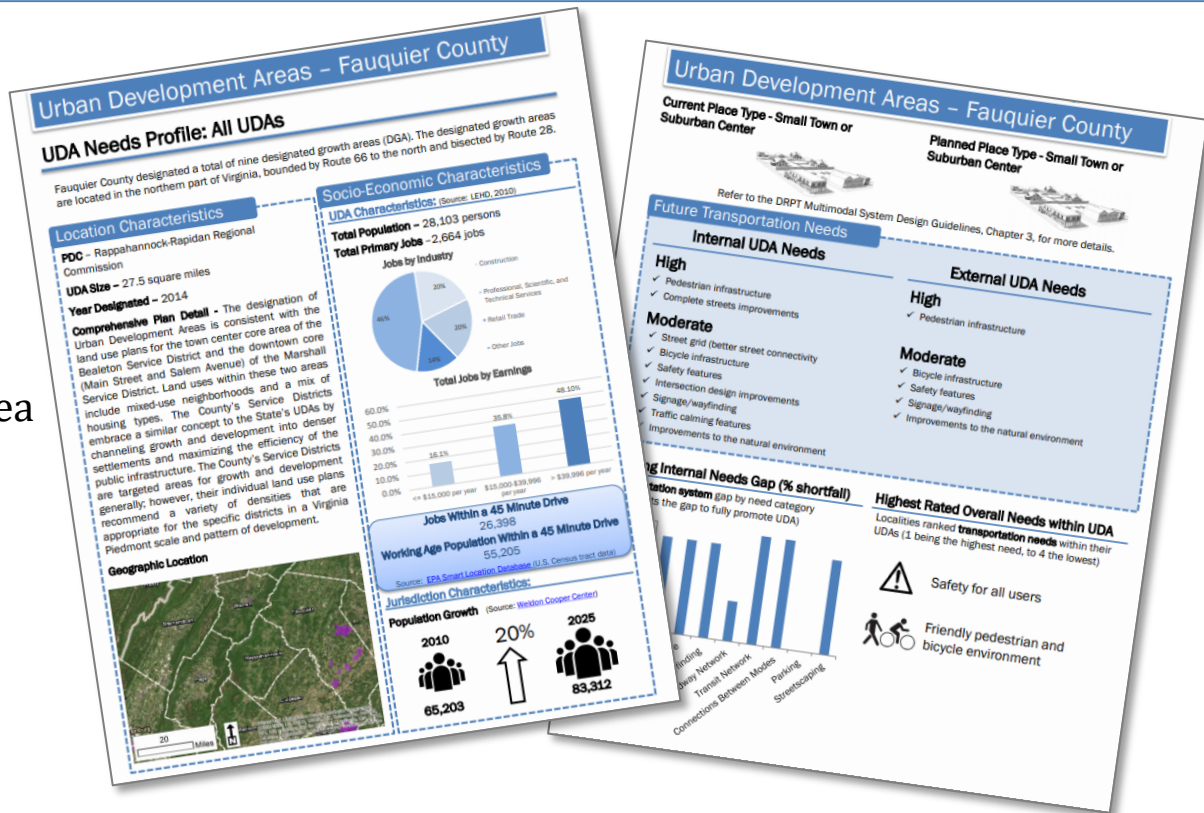 ea
Urban Development Areas – Fauquier County
UDA Needs Profile: All UDAs
Fauquier County designated a total of nine designated growth areas (DGA). The designated growth areas
are located in the northern part of Virginia, bounded by Route 66 to the north and bisected by Route 28.
Location Characteristics
PDC – Rappahannock-Rapidan Regional
Commission
UDA Size – 27.5 square miles
Year Designated – 2014
Comprehensive Plan Detail - The designation of
Urban Development Areas is consistent with the
land use plans for the town center core area of the
Bealeton Service District and the downtown core
(Main Street and Salem Avenue) of the Marshall
Service District. Land uses within these two areas
include mixed-use neighborhoods and a mix of
housing types. The County's Service Districts
embrace a similar concept to the State's UDAs by
channeling growth and development into denser
settlements and maximizing the efficiency of the
public infrastructure. The County's Service Districts
are targeted areas for growth and development
generally; however, their individual land use plans
recommend a variety of densities that are
appropriate for the specific districts in a Virginia
Piedmont scale and pattern of development.
Geographic Location
20
Miles
N
Socio-Economic Characteristics
UDA Characteristics: (Source: LEHD, 2010)
Total Population – 28,103 persons
Total Primary Jobs –2,664 jobs
Jobs by Industry
20%
20%
14%
46%
Construction
Professional, Scientific, and
Technical Services
Retail Trade
Other Jobs
Total Jobs by Earnings
60.0%
50.0%
40.0%
30.0%
20.0%
10.0%
0.0%
16.1%
35.8%
48.10%
<= $15,000 per year
$15,000-$39,996
per year
> $39,996 per year
Jobs Within a 45 Minute Drive
26,398
Working Age Population Within a 45 Minute Drive
55,205
Source: EPA Smart Location Database (U.S. Census tract data)
Jurisdiction Characteristics:
Population Growth (Source: Weldon Cooper Center)
2010
20%
2025
65,203
83,312
Urban Development Areas – Fauquier County
Current Place Type - Small Town or
Suburban Center
Planned Place Type - Small Town or
Suburban Center
Refer to the DRPT Multimodal System Design Guidelines, Chapter 3, for more details.
Future Transportation Needs
Internal UDA Needs
High
✓ Pedestrian infrastructure
✓ Complete streets improvements
Moderate
✓ Street grid (better street connectivity
✓ Bicycle infrastructure
✓ Safety features
✓ Intersection design improvements
✓ Signage/wayfinding
✓ Traffic calming features
Improvements to the natural environment
External UDA Needs
High
✓ Pedestrian infrastructure
Moderate
✓ Bicycle infrastructure
✓ Safety features
✓ Signage/wayfinding
✓ Improvements to the natural environment
ng Internal Needs Gap (% shortfall)
tation system gap by need category
ts the gap to fully promote UDA)
e
finding
dway Network
Transit Network
Connections Between Modes
Parking
Streetscaping
Highest Rated Overall Needs within UDA
Localities ranked transportation needs within their
UDAs (1 being the highest need, to 4 the lowest)
Safety for all users
Friendly pedestrian and
bicycle environment